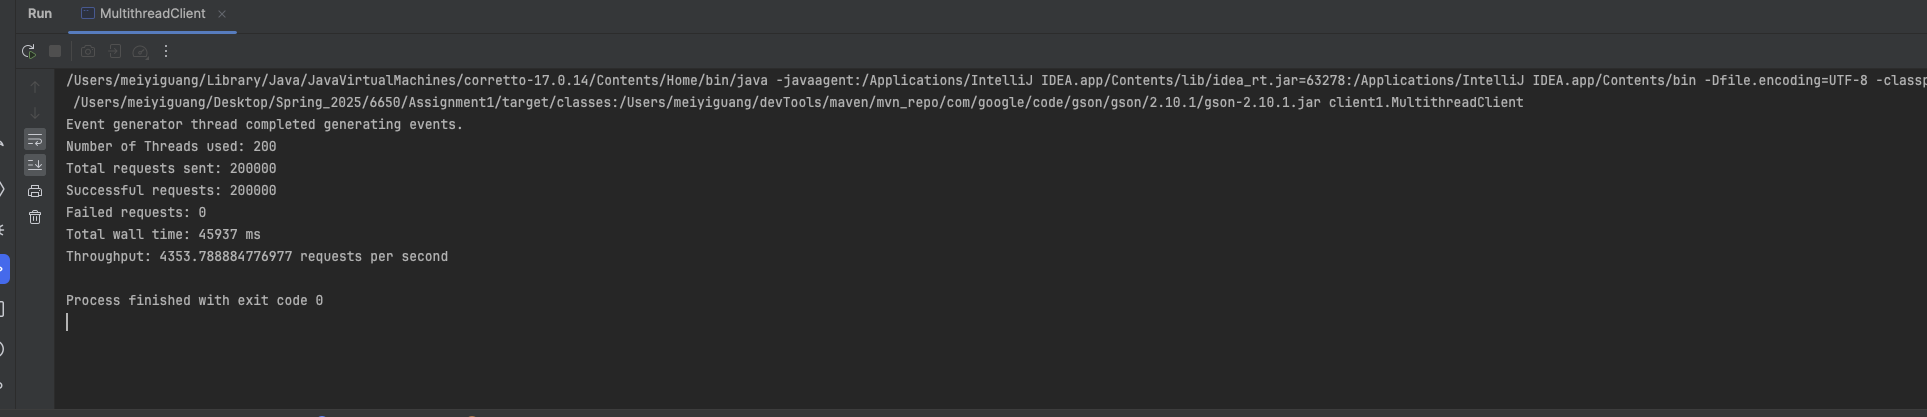 Run MultithreadClient
/Users/meiyiguang/Library/Java/JavaVirtualMachines/corretto-17.0.14/Contents/Home/bin/java -javaagent:/Applications/IntelliJ IDEA.app/Contents/lib/idea_rt.jar=63278:/Applications/IntelliJ IDEA.app/Contents/bin -Dfile.encoding=UTF-8 -classp
/Users/meiyiguang/Desktop/Spring_2025/6650/Assignment1/target/classes:/Users/meiyiguang/devTools/maven/mvn_repo/com/google/code/gson/gson/2.10.1/gson-2.10.1.jar client1.MultithreadClient
Event generator thread completed generating events.
Number of Threads used: 200
Total requests sent: 200000
Successful requests: 200000
Failed requests: 0
Total wall time: 45937 ms
Throughput: 4353.788884776977 requests per second
Process finished with exit code 0